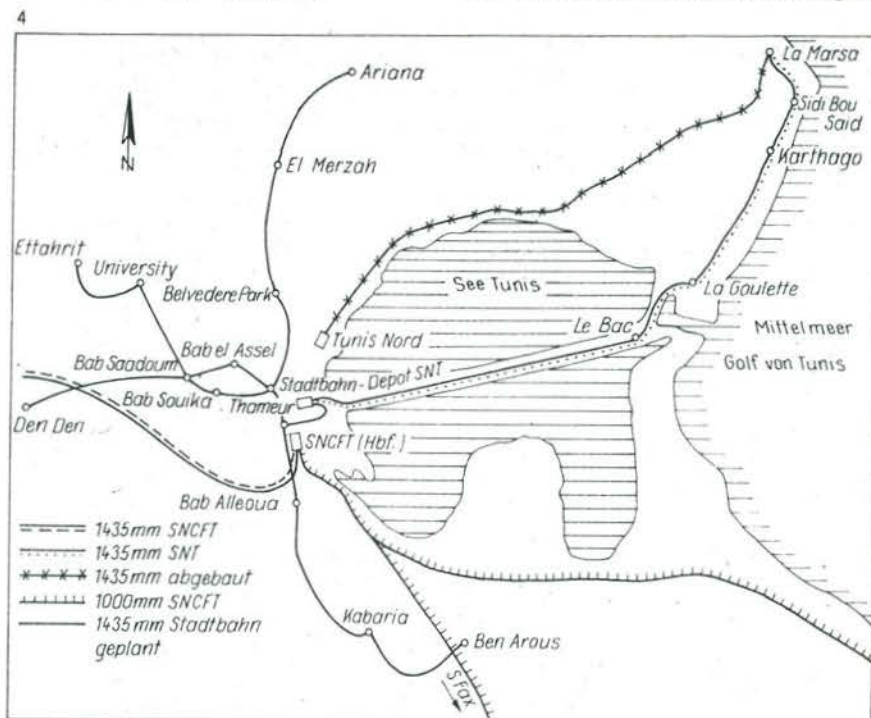 4
La Marsa
Ariana
Sidi Bou
Said
N
Karthago
El Merzah
Ettahrit
University
See Tunis
La Goulette
Belvedere Park
Le Bac
Mittelmeer
Tunis Nord
Golf von Tunis
Bab el Assel
Bab Saadoum
Stadtbahn-Depot SNT
Bab Souika
Thameur
Den Den
SNCFT (Hbf.)
Bab Alleoua
1435mm SNCFT
1435mm SNT
1435mm abgebaut
1000mm SNCFT
1435mm Stadtbahn
geplant
Kabaria
Ben Arous
S Fax